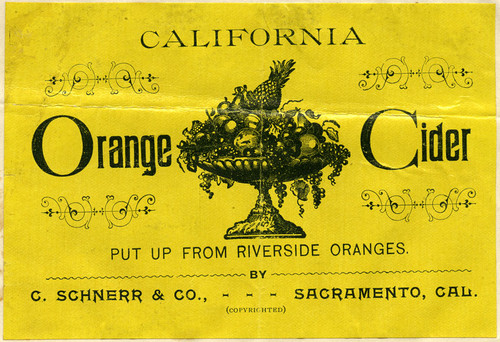 CALIFORNIA
Orange Cider
PUT UP FROM RIVERSIDE ORANGES.
BY
C. SCHNERR & CO., - - - SACRAMENTO, CAL.
(COPYRIGHTED)